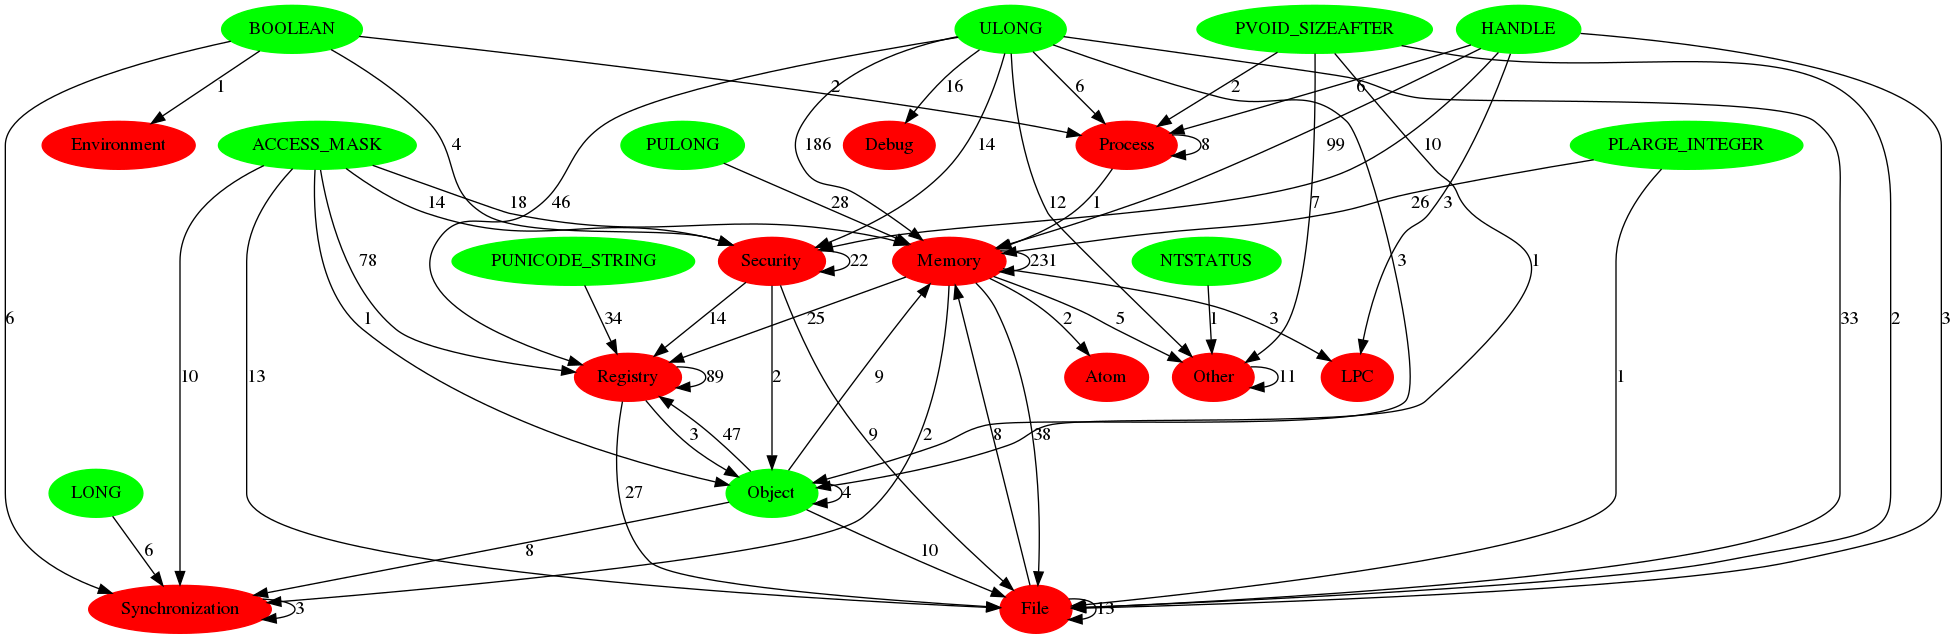 BOOLEAN
ULONG
PVOID_SIZEAFTER
HANDLE
1
2
16
6
2
6
Environment
ACCESS_MASK
PULONG
Debug
Process
8
PLARGE_INTEGER
4
186
14
99
10
10
14
18
46
28
12
1
7
26
3
PUNICODE_STRING
Security
22
Memory
231
NTSTATUS
78
3
1
6
1
34
14
25
2
5
1
3
1
33
2
3
10
13
Registry
89
2
Atom
Other
11
LPC
1
3
47
9
9
2
8
38
LONG
27
Object
4
6
8
10
Synchronization
3
File
13